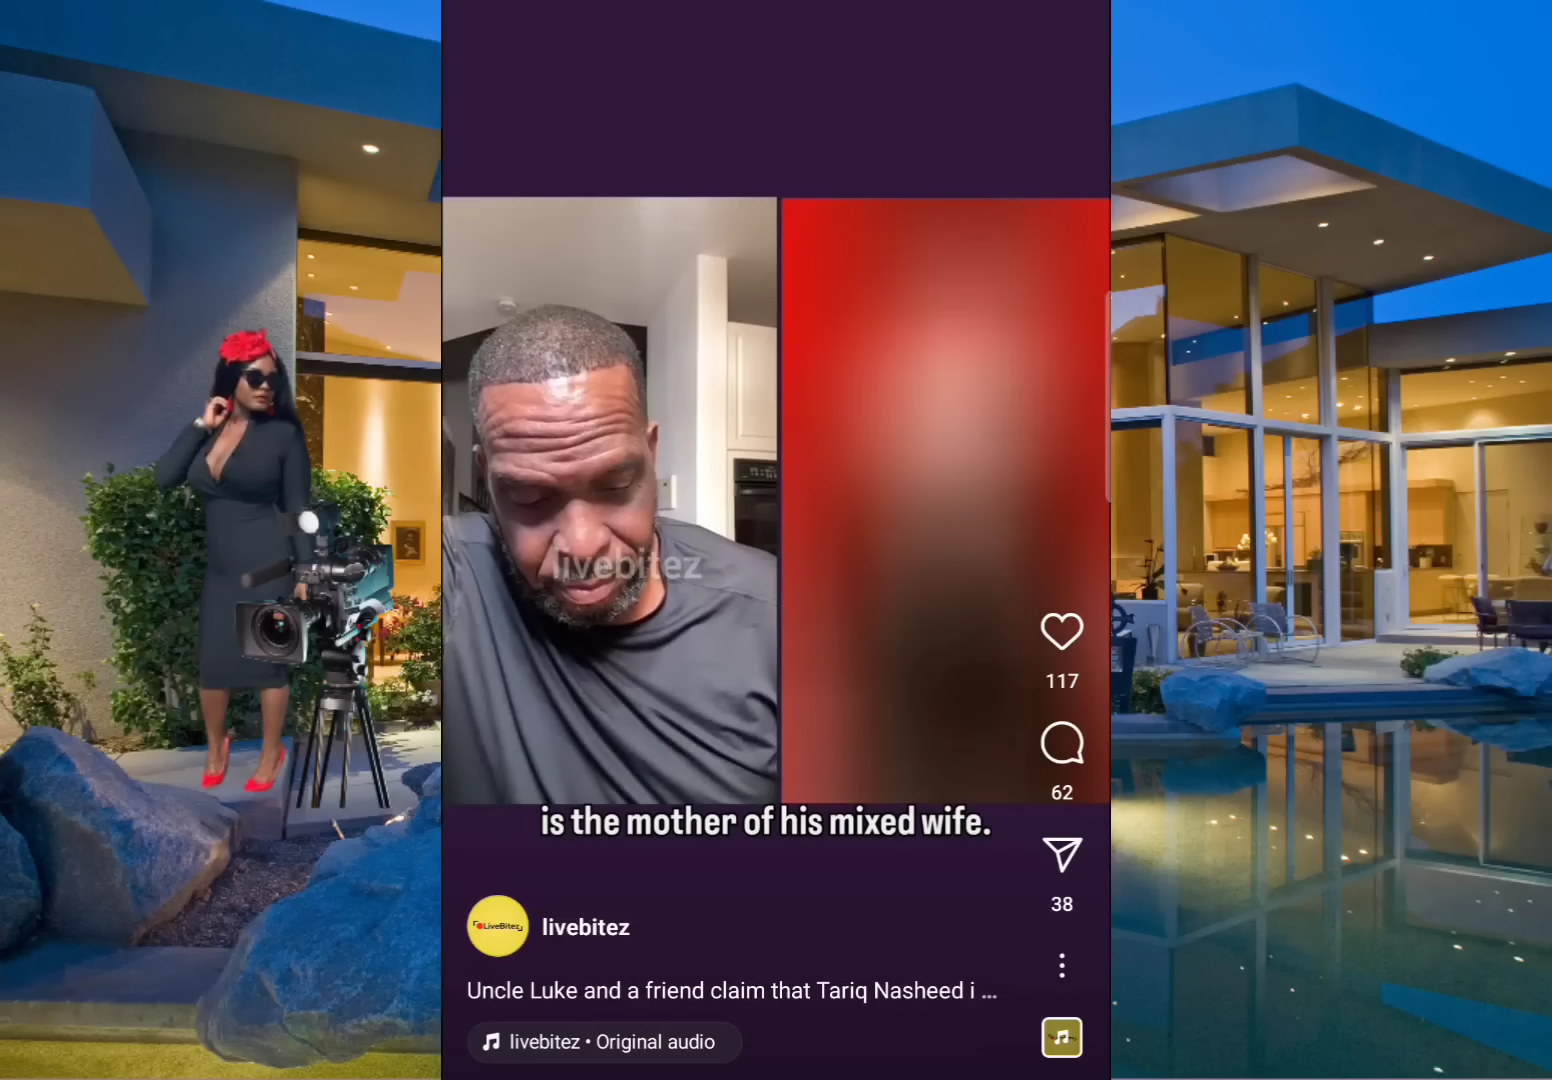 livebitez
is the mother of his mixed wife.
117
62
38
LiveBitez
livebitez
Uncle Luke and a friend claim that Tariq Nasheed i ...
livebitez • Original audio